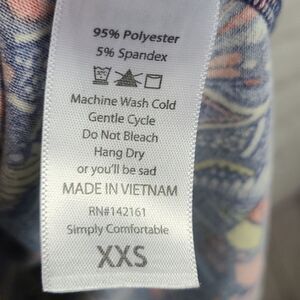 95% Polyester
5% Spandex
Machine Wash Cold
Gentle Cycle
Do Not Bleach
Hang Dry
or you'll be sad
MADE IN VIETNAM
RN#142161
Simply Comfortable
XXS